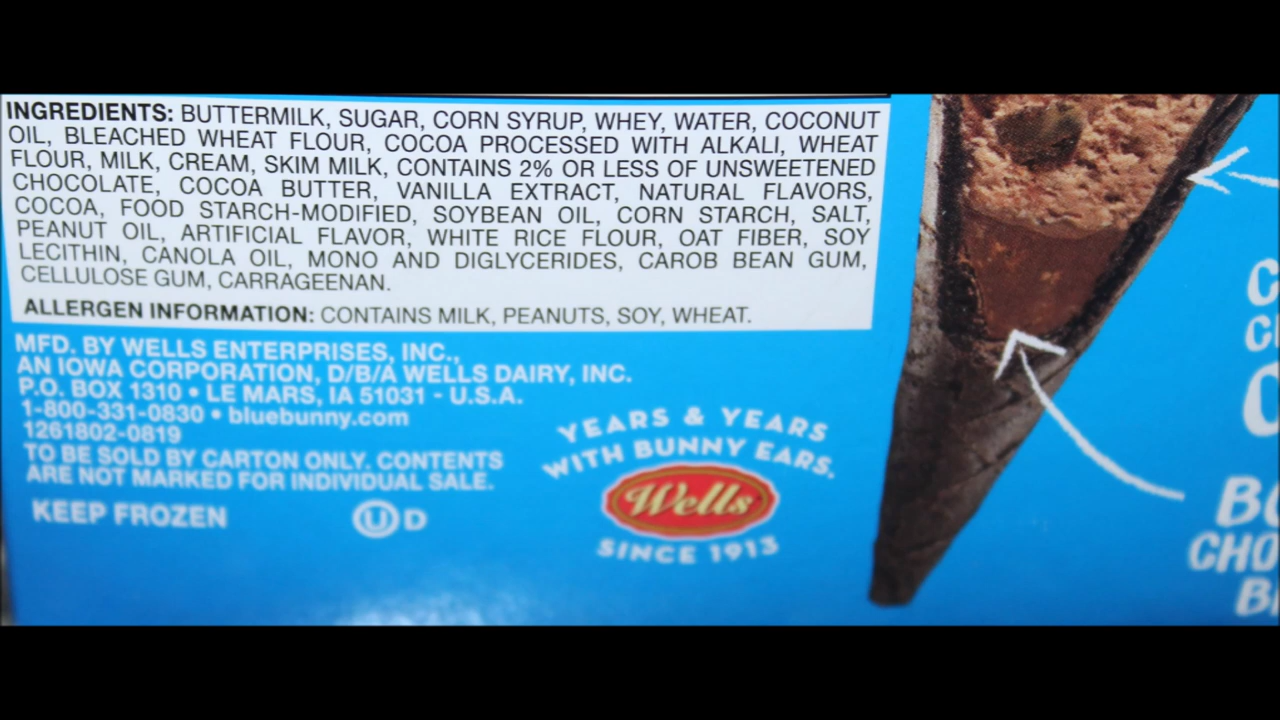 INGREDIENTS: BUTTERMILK, SUGAR, CORN SYRUP, WHEY, WATER, COCONUT
OIL, BLEACHED WHEAT FLOUR, COCOA PROCESSED WITH ALKALI, WHEAT
FLOUR, MILK, CREAM, SKIM MILK, CONTAINS 2% OR LESS OF UNSWEETENED
CHOCOLATE, COCOA BUTTER, VANILLA EXTRACT, NATURAL FLAVORS,
COCOA, FOOD STARCH-MODIFIED, SOYBEAN OIL, CORN STARCH, SALT,
PEANUT OIL, ARTIFICIAL FLAVOR, WHITE RICE FLOUR, OAT FIBER, SOY
LECITHIN, CANOLA OIL, MONO AND DIGLYCERIDES, CAROB BEAN GUM,
CELLULOSE GUM, CARRAGEENAN.
ALLERGEN INFORMATION: CONTAINS MILK, PEANUTS, SOY, WHEAT.
MFD. BY WELLS ENTERPRISES, INC.,
AN IOWA CORPORATION, D/B/A WELLS DAIRY, INC.
P.O. BOX 1310 • LE MARS, IA 51031 - U.S.A.
1-800-331-0830 • bluebunny.com
1261802-0819
TO BE SOLD BY CARTON ONLY. CONTENTS
ARE NOT MARKED FOR INDIVIDUAL SALE.
KEEP FROZEN
U D
YEARS & YEARS
WITH BUNNY EARS.
Wells
SINCE 1913
CHO